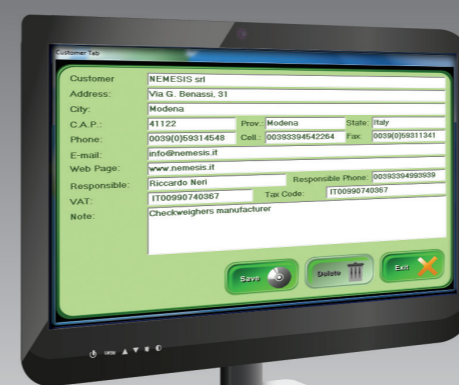 Customer Tab
Customer NEMESIS srl
Address: Via G. Benassi, 31
City: Modena
C.A.P.: 41122 Prov.: Modena State: Italy
Phone: 0039(0)59314548 Cell.: 00393394542264 Fax: 0039(0)59311341
E-mail: info@nemesis.it
Web Page: www.nemesis.it
Responsible: Riccardo Neri Responsible Phone: 00393394993939
VAT: IT00990740367 Tax Code: IT00990740367
Note: Checkweighers manufacturer
Save Delete Exit